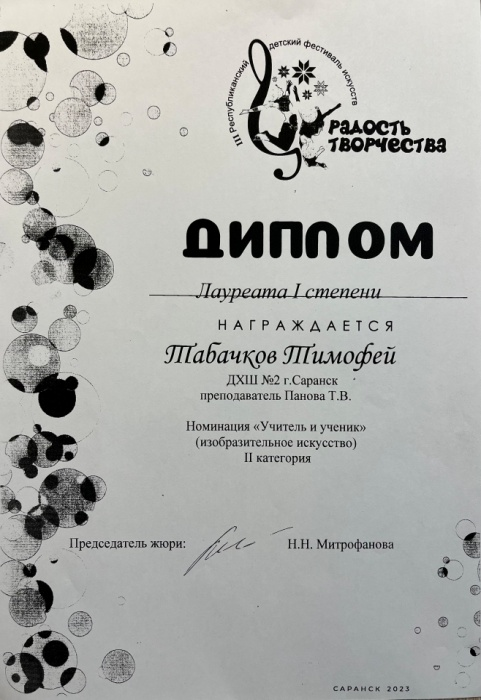 III Республиканский детский фестиваль искусств
РАДОСТЬ
ТВОРЧЕСТВА
ДИПЛОМ
Лауреата I степени
НАГРАЖДАЕТСЯ
Табачков Тимофей
ДХШ №2 г.Саранск
преподаватель Панова Т.В.
Номинация «Учитель и ученик»
(изобразительное искусство)
II категория
Председатель жюри:
Н.Н. Митрофанова
САРАНСК 2023